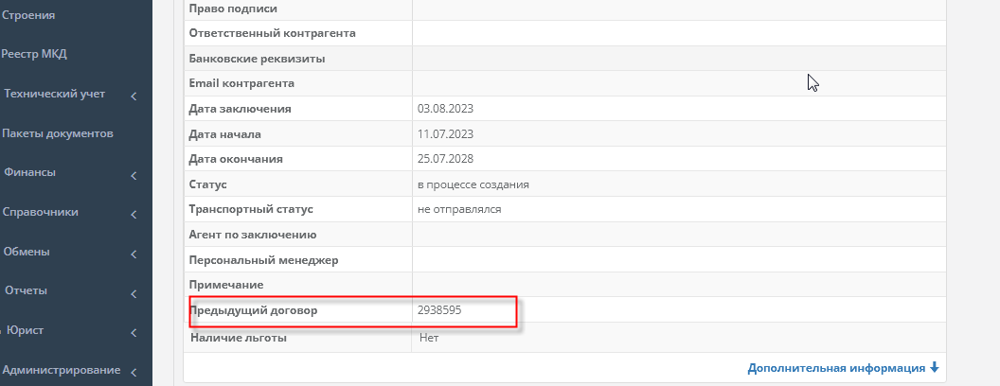 Строения
Реестр МКД
Технический учет
Пакеты документов
Финансы
Справочники
Обмены
Отчеты
Юрист
Администрирование
Право подписи
Ответственный контрагента
Банковские реквизиты
Email контрагента
Дата заключения 03.08.2023
Дата начала 11.07.2023
Дата окончания 25.07.2028
Статус в процессе создания
Транспортный статус не отправлялся
Агент по заключению
Персональный менеджер
Примечание
Предыдущий договор 2938595
Наличие льготы Нет
Дополнительная информация